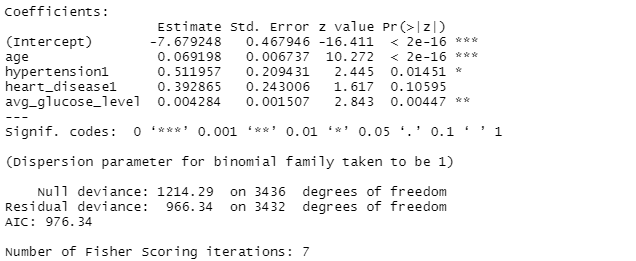 Coefficients:
                    Estimate Std. Error z value Pr(>|z|)
(Intercept)        -7.679248   0.467946 -16.411  < 2e-16 ***
age                 0.069198   0.006737  10.272  < 2e-16 ***
hypertension1       0.511957   0.209431   2.445  0.01451 *
heart_disease1      0.392865   0.243006   1.617  0.10595
avg_glucose_level   0.004284   0.001507   2.843  0.00447 **
---
Signif. codes:  0 ‘***’ 0.001 ‘**’ 0.01 ‘*’ 0.05 ‘.’ 0.1 ‘ ’ 1
(Dispersion parameter for binomial family taken to be 1)
    Null deviance: 1214.29  on 3436  degrees of freedom
Residual deviance:  966.34  on 3432  degrees of freedom
AIC: 976.34
Number of Fisher Scoring iterations: 7